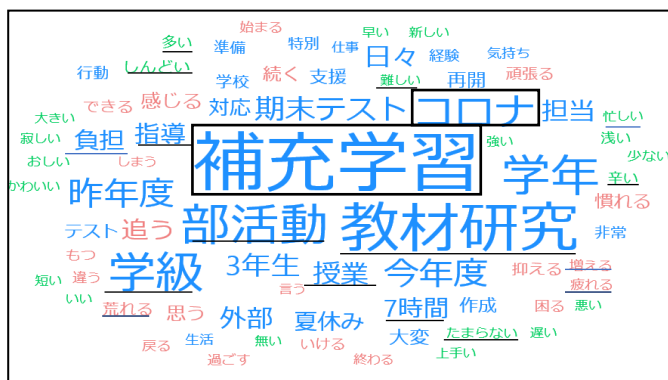 始まる
多い 準備 特別 仕事 早い 新しい
日々 経験 気持ち
行動 しんどい 学校 続く 支援 難しい 再開 頑張る
大きい できる 感じる 対応 期末テスト コロナ 担当 忙しい
寂しい 負担 指導 強い 浅い
おしい しまう 補充学習 学年 少ない
かわいい 昨年度 辛い
慣れる
テスト 追う 部活動 教材研究 非常
もつ 3年生
短い 違う 学級 授業 今年度 抑える 増える
言う 疲れる
いい 荒れる 思う 外部 夏休み 7時間 作成 困る 悪い
戻る 生活 無い いける 大変 たまらない 遅い
過ごす 終わる 上手い